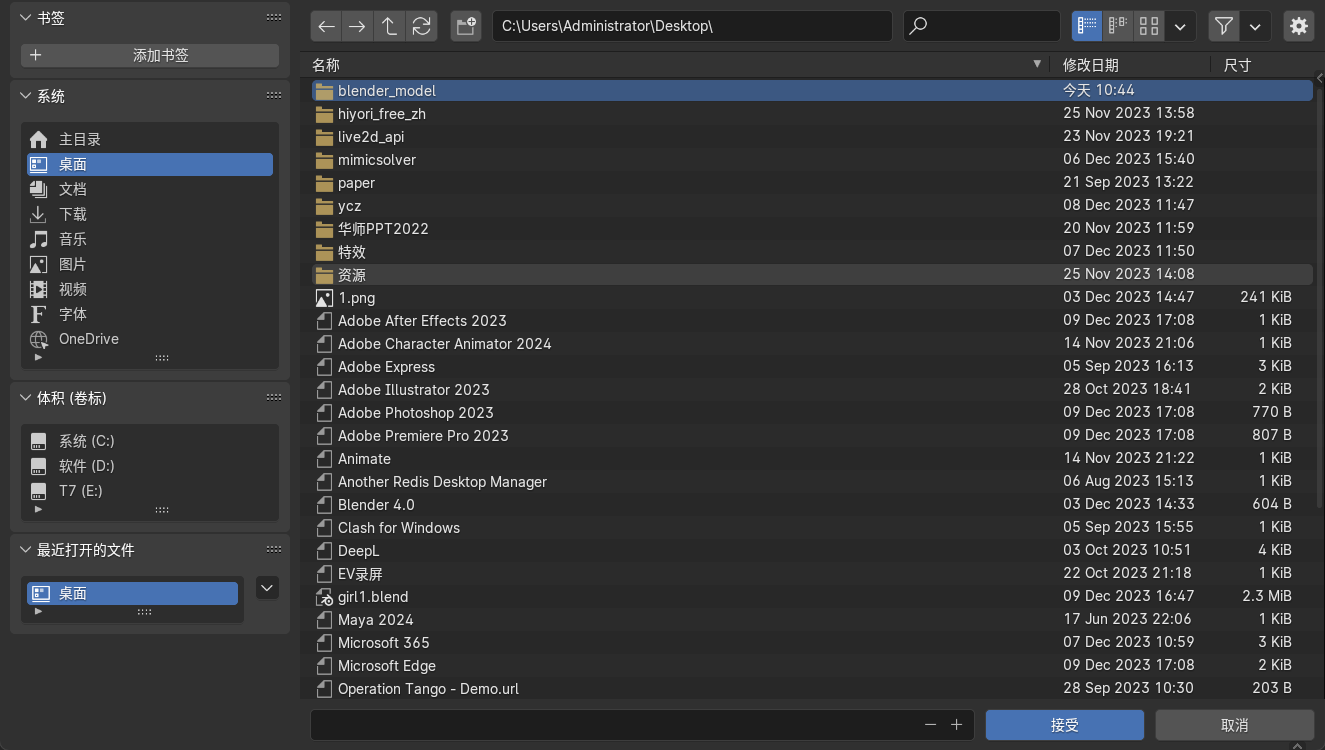 书签
添加书签
系统
主目录
桌面
文档
下载
音乐
图片
视频
字体
OneDrive
体积 (卷标)
系统 (C:)
软件 (D:)
T7 (E:)
最近打开的文件
桌面
C:\Users\Administrator\Desktop\
名称 修改日期 尺寸
blender_model 今天 10:44
hiyori_free_zh 25 Nov 2023 13:58
live2d_api 23 Nov 2023 19:21
mimicsolver 06 Dec 2023 15:40
paper 21 Sep 2023 13:22
ycz 08 Dec 2023 11:47
华师PPT2022 20 Nov 2023 11:59
特效 07 Dec 2023 11:50
资源 25 Nov 2023 14:08
1.png 03 Dec 2023 14:47 241 KiB
Adobe After Effects 2023 09 Dec 2023 17:08 1 KiB
Adobe Character Animator 2024 14 Nov 2023 21:06 1 KiB
Adobe Express 05 Sep 2023 16:13 3 KiB
Adobe Illustrator 2023 28 Oct 2023 18:41 2 KiB
Adobe Photoshop 2023 09 Dec 2023 17:08 770 B
Adobe Premiere Pro 2023 09 Dec 2023 17:08 807 B
Animate 14 Nov 2023 21:22 1 KiB
Another Redis Desktop Manager 06 Aug 2023 15:13 1 KiB
Blender 4.0 03 Dec 2023 14:33 604 B
Clash for Windows 05 Sep 2023 15:55 1 KiB
DeepL 03 Oct 2023 10:51 4 KiB
EV录屏 22 Oct 2023 21:18 1 KiB
girl1.blend 09 Dec 2023 16:47 2.3 MiB
Maya 2024 17 Jun 2023 22:06 1 KiB
Microsoft 365 07 Dec 2023 10:59 3 KiB
Microsoft Edge 09 Dec 2023 17:08 2 KiB
Operation Tango - Demo.url 28 Sep 2023 10:30 203 B
接受 取消